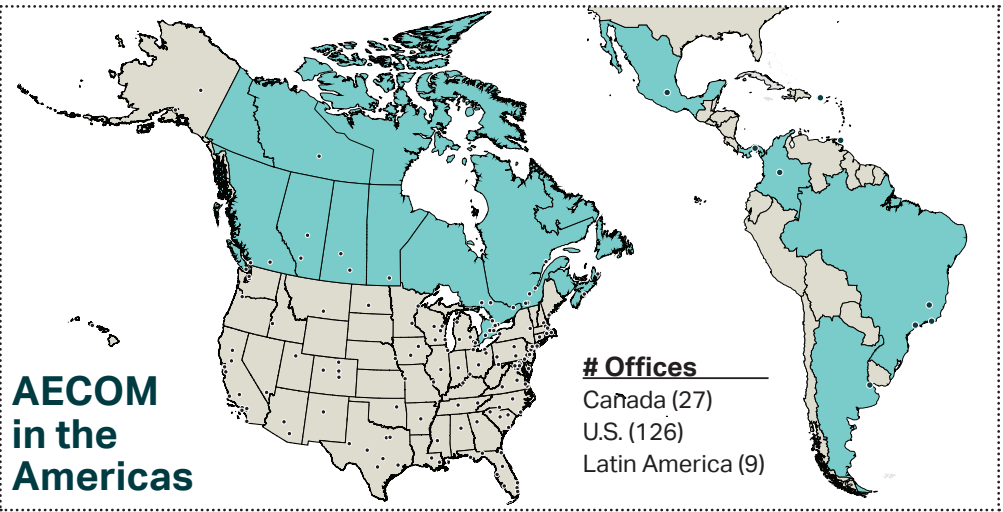 AECOM
in the
Americas
# Offices
Canada (27)
U.S. (126)
Latin America (9)